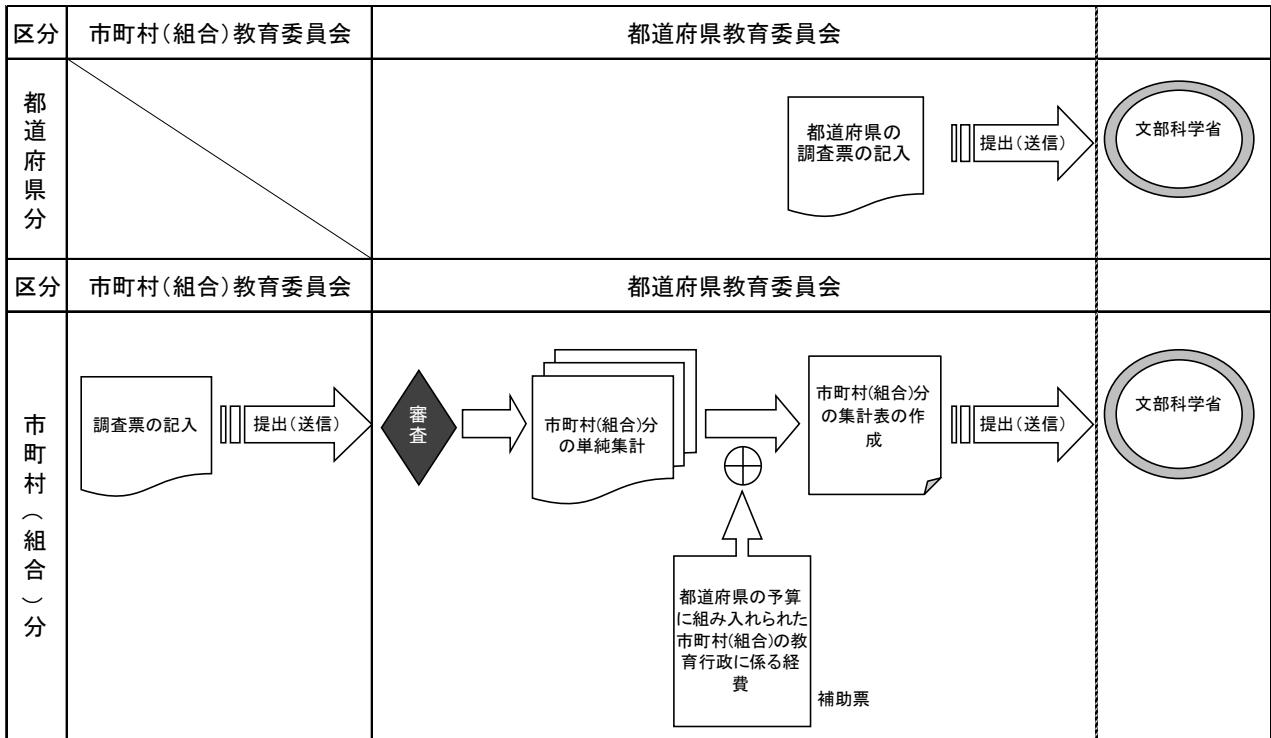 区分
市町村(組合)教育委員会
都道府県教育委員会
都道府県分
都道府県の
調査票の記入
提出(送信)
文部科学省
区分
市町村(組合)教育委員会
都道府県教育委員会
市町村(組合)分
調査票の記入
提出(送信)
審査
市町村(組合)分
の単純集計
市町村(組合)分
の集計表の作
成
提出(送信)
文部科学省
都道府県の予算
に組み入れられた
市町村(組合)の教
育行政に係る経
費
補助票